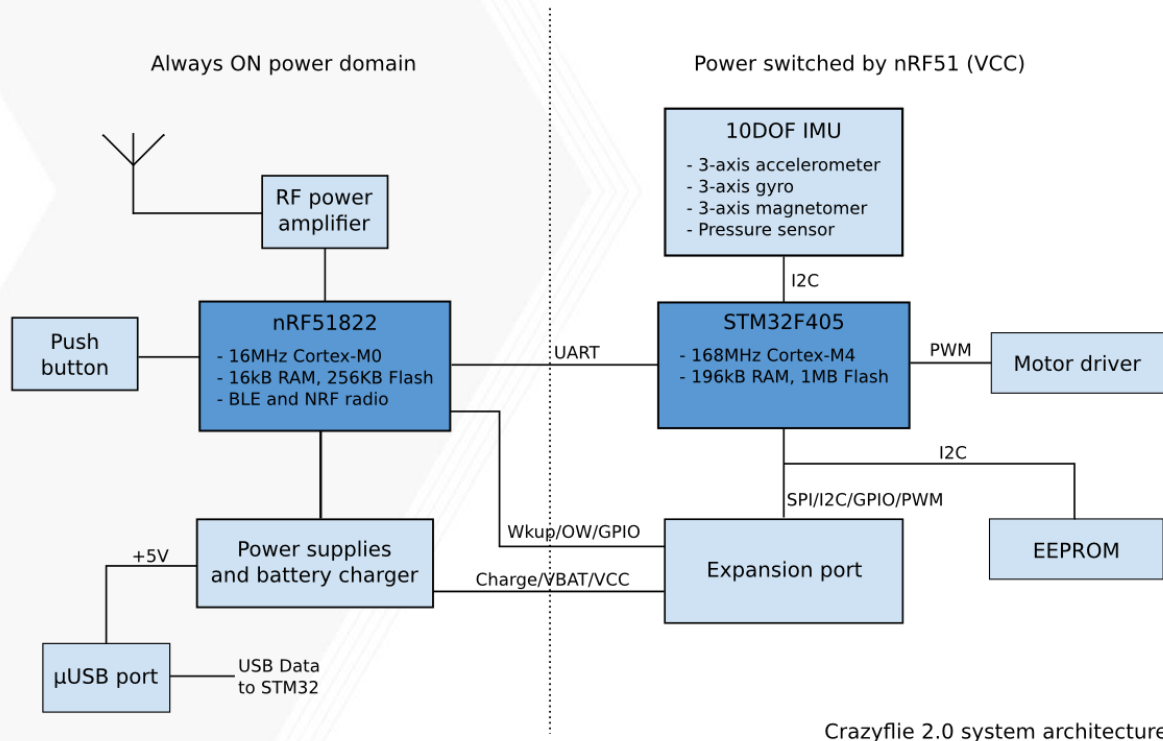 Always ON power domain
Power switched by nRF51 (VCC)
10DOF IMU
- 3-axis accelerometer
- 3-axis gyro
- 3-axis magnetomer
- Pressure sensor
RF power
amplifier
I2C
nRF51822
- 16MHz Cortex-M0
- 16kB RAM, 256KB Flash
- BLE and NRF radio
Push
button
UART
STM32F405
- 168MHz Cortex-M4
- 196kB RAM, 1MB Flash
PWM
Motor driver
I2C
SPI/I2C/GPIO/PWM
Wkup/OW/GPIO
Power supplies
and battery charger
+5V
Charge/VBAT/VCC
Expansion port
EEPROM
µUSB port
USB Data
to STM32
Crazyflie 2.0 system architecture